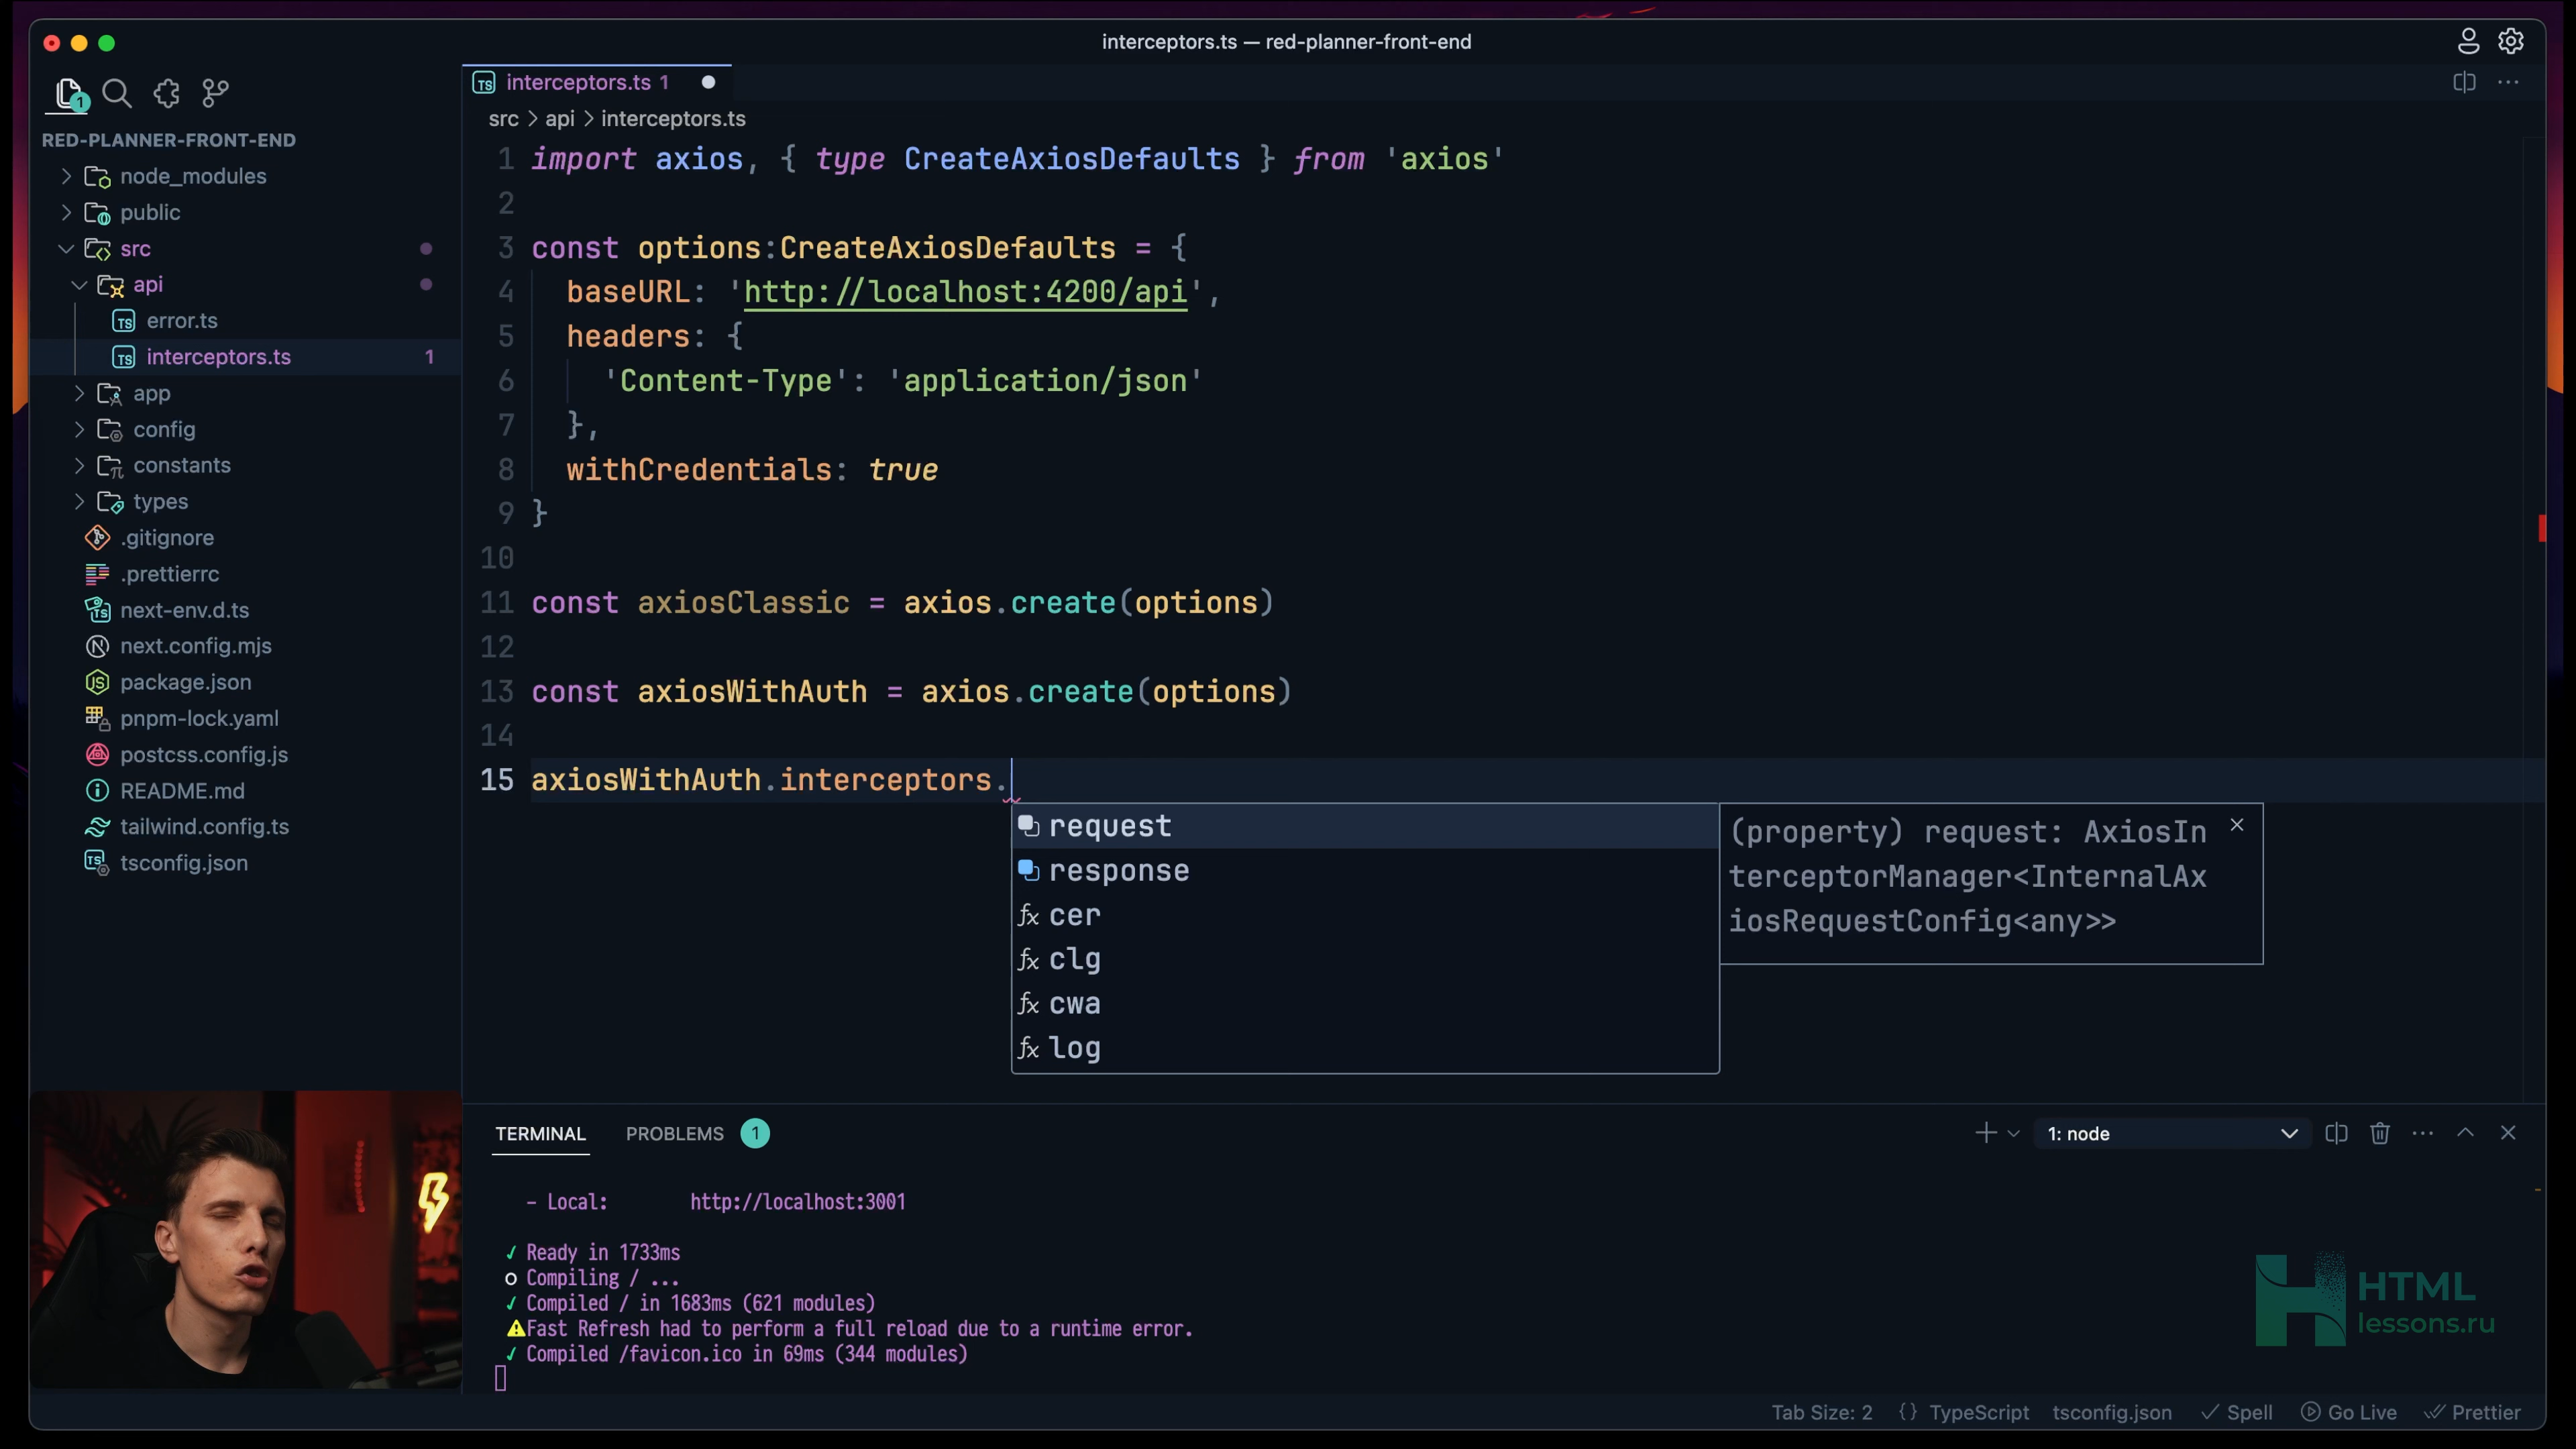 interceptors.ts — red-planner-front-end
1
RED-PLANNER-FRONT-END
node_modules
public
src
api
error.ts
interceptors.ts 1
app
config
constants
types
.gitignore
.prettierrc
next-env.d.ts
next.config.mjs
package.json
pnpm-lock.yaml
postcss.config.js
README.md
tailwind.config.ts
tsconfig.json
TS interceptors.ts 1
src > api > interceptors.ts
1 import axios, { type CreateAxiosDefaults } from 'axios'
2
3 const options:CreateAxiosDefaults = {
4 baseURL: 'http://localhost:4200/api',
5 headers: {
6 'Content-Type': 'application/json'
7 },
8 withCredentials: true
9 }
10
11 const axiosClassic = axios.create(options)
12
13 const axiosWithAuth = axios.create(options)
14
15 axiosWithAuth.interceptors.
request
response
cer
clg
cwa
log
(property) request: AxiosIn
terceptorManager<InternalAx
iosRequestConfig<any>>
TERMINAL PROBLEMS 1
1: node
- Local: http://localhost:3001
✓ Ready in 1733ms
○ Compiling / ...
✓ Compiled / in 1683ms (621 modules)
⚠Fast Refresh had to perform a full reload due to a runtime error.
✓ Compiled /favicon.ico in 69ms (344 modules)
HTML
lessons.ru
Tab Size: 2 {} TypeScript tsconfig.json ✓ Spell Go Live Prettier